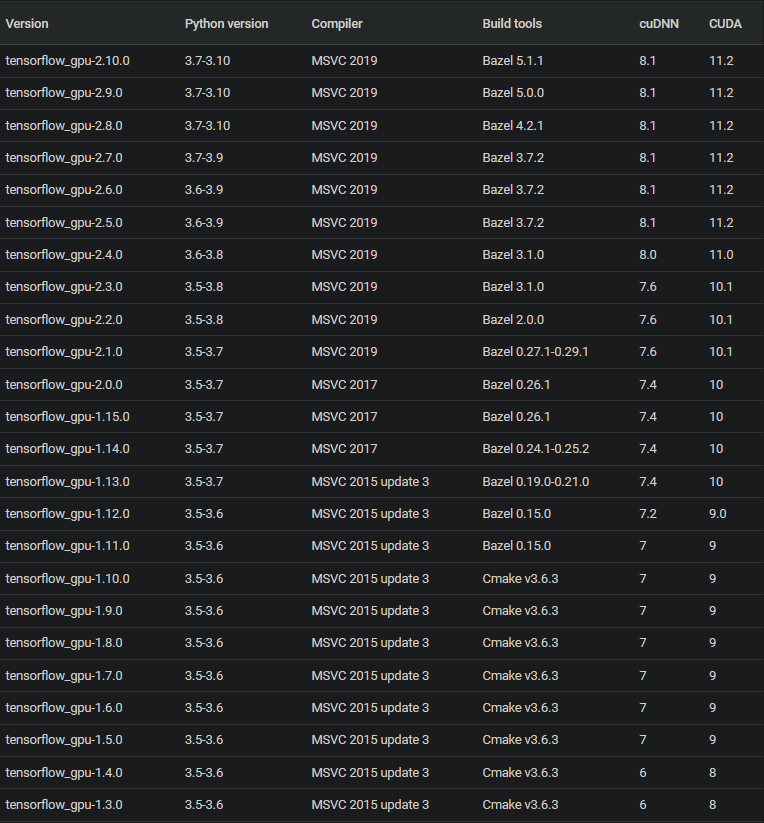 Version Python version Compiler Build tools cuDNN CUDA
tensorflow_gpu-2.10.0 3.7-3.10 MSVC 2019 Bazel 5.1.1 8.1 11.2
tensorflow_gpu-2.9.0 3.7-3.10 MSVC 2019 Bazel 5.0.0 8.1 11.2
tensorflow_gpu-2.8.0 3.7-3.10 MSVC 2019 Bazel 4.2.1 8.1 11.2
tensorflow_gpu-2.7.0 3.7-3.9 MSVC 2019 Bazel 3.7.2 8.1 11.2
tensorflow_gpu-2.6.0 3.6-3.9 MSVC 2019 Bazel 3.7.2 8.1 11.2
tensorflow_gpu-2.5.0 3.6-3.9 MSVC 2019 Bazel 3.7.2 8.1 11.2
tensorflow_gpu-2.4.0 3.6-3.8 MSVC 2019 Bazel 3.1.0 8.0 11.0
tensorflow_gpu-2.3.0 3.5-3.8 MSVC 2019 Bazel 3.1.0 7.6 10.1
tensorflow_gpu-2.2.0 3.5-3.8 MSVC 2019 Bazel 2.0.0 7.6 10.1
tensorflow_gpu-2.1.0 3.5-3.7 MSVC 2019 Bazel 0.27.1-0.29.1 7.6 10.1
tensorflow_gpu-2.0.0 3.5-3.7 MSVC 2017 Bazel 0.26.1 7.4 10
tensorflow_gpu-1.15.0 3.5-3.7 MSVC 2017 Bazel 0.26.1 7.4 10
tensorflow_gpu-1.14.0 3.5-3.7 MSVC 2017 Bazel 0.24.1-0.25.2 7.4 10
tensorflow_gpu-1.13.0 3.5-3.7 MSVC 2015 update 3 Bazel 0.19.0-0.21.0 7.4 10
tensorflow_gpu-1.12.0 3.5-3.6 MSVC 2015 update 3 Bazel 0.15.0 7.2 9.0
tensorflow_gpu-1.11.0 3.5-3.6 MSVC 2015 update 3 Bazel 0.15.0 7 9
tensorflow_gpu-1.10.0 3.5-3.6 MSVC 2015 update 3 Cmake v3.6.3 7 9
tensorflow_gpu-1.9.0 3.5-3.6 MSVC 2015 update 3 Cmake v3.6.3 7 9
tensorflow_gpu-1.8.0 3.5-3.6 MSVC 2015 update 3 Cmake v3.6.3 7 9
tensorflow_gpu-1.7.0 3.5-3.6 MSVC 2015 update 3 Cmake v3.6.3 7 9
tensorflow_gpu-1.6.0 3.5-3.6 MSVC 2015 update 3 Cmake v3.6.3 7 9
tensorflow_gpu-1.5.0 3.5-3.6 MSVC 2015 update 3 Cmake v3.6.3 7 9
tensorflow_gpu-1.4.0 3.5-3.6 MSVC 2015 update 3 Cmake v3.6.3 6 8
tensorflow_gpu-1.3.0 3.5-3.6 MSVC 2015 update 3 Cmake v3.6.3 6 8